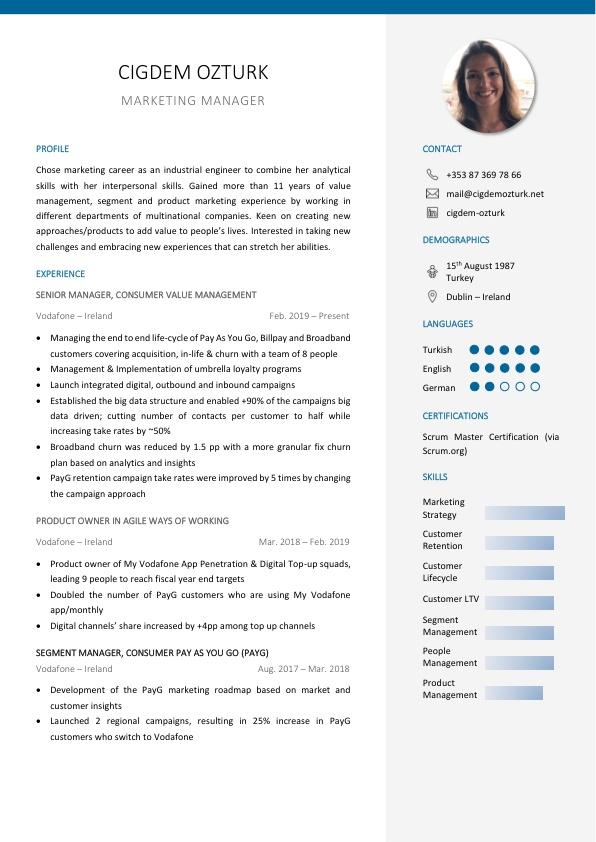 CIGDEM OZTURK
MARKETING MANAGER
PROFILE
Chose marketing career as an industrial engineer to combine her analytical
skills with her interpersonal skills. Gained more than 11 years of value
management, segment and product marketing experience by working in
different departments of multinational companies. Keen on creating new
approaches/products to add value to people's lives. Interested in taking new
challenges and embracing new experiences that can stretch her abilities.
EXPERIENCE
SENIOR MANAGER, CONSUMER VALUE MANAGEMENT
Vodafone – Ireland Feb. 2019 – Present
• Managing the end to end life-cycle of Pay As You Go, Billpay and Broadband
customers covering acquisition, in-life & churn with a team of 8 people
• Management & Implementation of umbrella loyalty programs
• Launch integrated digital, outbound and inbound campaigns
• Established the big data structure and enabled +90% of the campaigns big
data driven; cutting number of contacts per customer to half while
increasing take rates by ~50%
• Broadband churn was reduced by 1.5 pp with a more granular fix churn
plan based on analytics and insights
• PayG retention campaign take rates were improved by 5 times by changing
the campaign approach
PRODUCT OWNER IN AGILE WAYS OF WORKING
Vodafone – Ireland Mar. 2018 – Feb. 2019
• Product owner of My Vodafone App Penetration & Digital Top-up squads,
leading 9 people to reach fiscal year end targets
• Doubled the number of PayG customers who are using My Vodafone
app/monthly
• Digital channels' share increased by +4pp among top up channels
SEGMENT MANAGER, CONSUMER PAY AS YOU GO (PAYG)
Vodafone – Ireland Aug. 2017 – Mar. 2018
• Development of the PayG marketing roadmap based on market and
customer insights
• Launched 2 regional campaigns, resulting in 25% increase in PayG
customers who switch to Vodafone
CONTACT
+353 87 369 78 66
mail@cigdemozturk.net
cigdem-ozturk
DEMOGRAPHICS
15th August 1987
Turkey
Dublin – Ireland
LANGUAGES
Turkish
English
German
CERTIFICATIONS
Scrum Master Certification (via
Scrum.org)
SKILLS
Marketing
Strategy
Customer
Retention
Customer
Lifecycle
Customer LTV
Segment
Management
People
Management
Product
Management